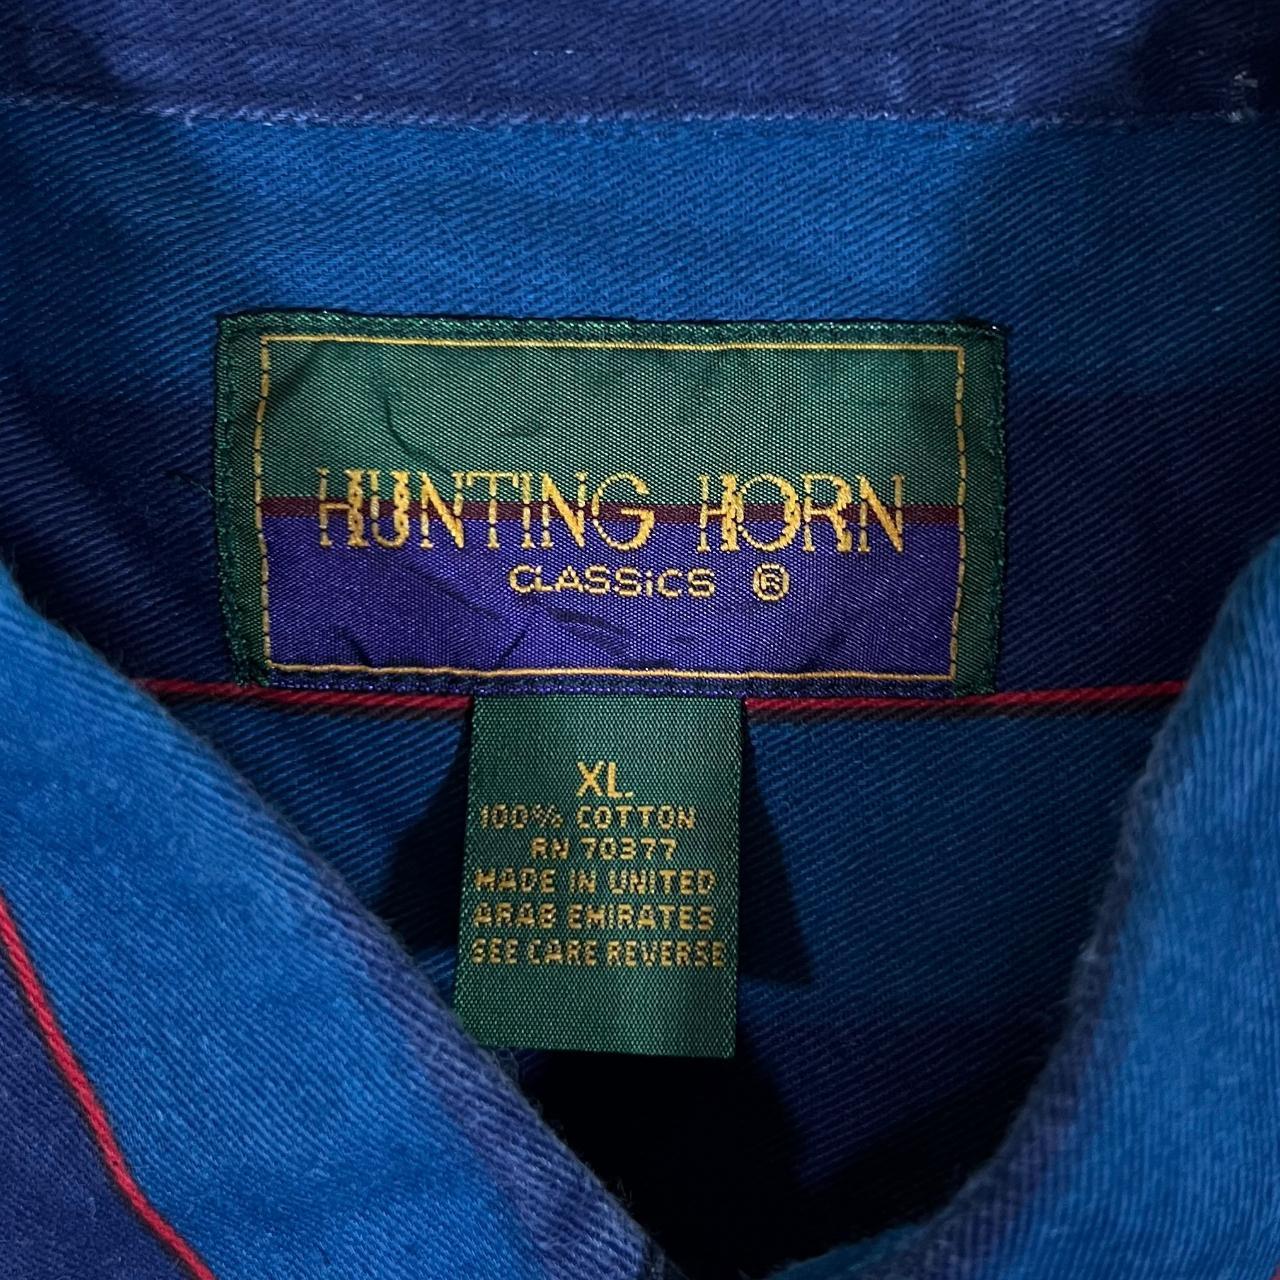 HUNTING HORN
CLASSiCS ®
XL
100% COTTON
RN 70377
MADE IN UNITED
ARAB EMIRATES
SEE CARE REVERSE